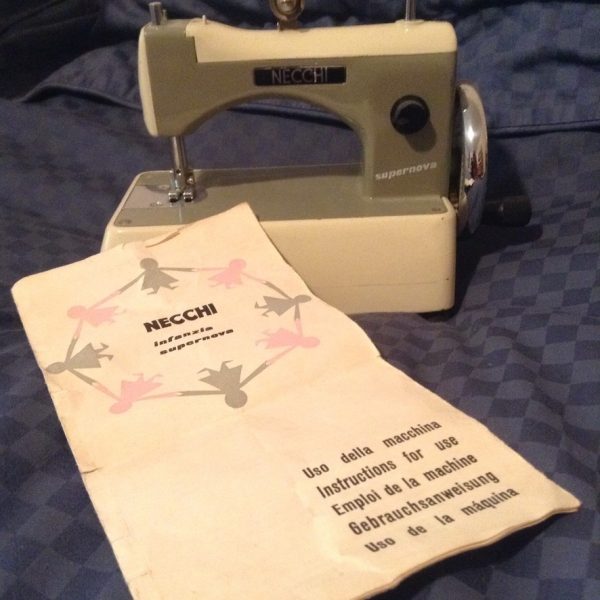 NECCHI
supernova
NECCHI
infanzia
supernova
Uso della macchina
Instructions for use
Emploi de la machine
Gebrauchsanweisung
Uso de la máquina